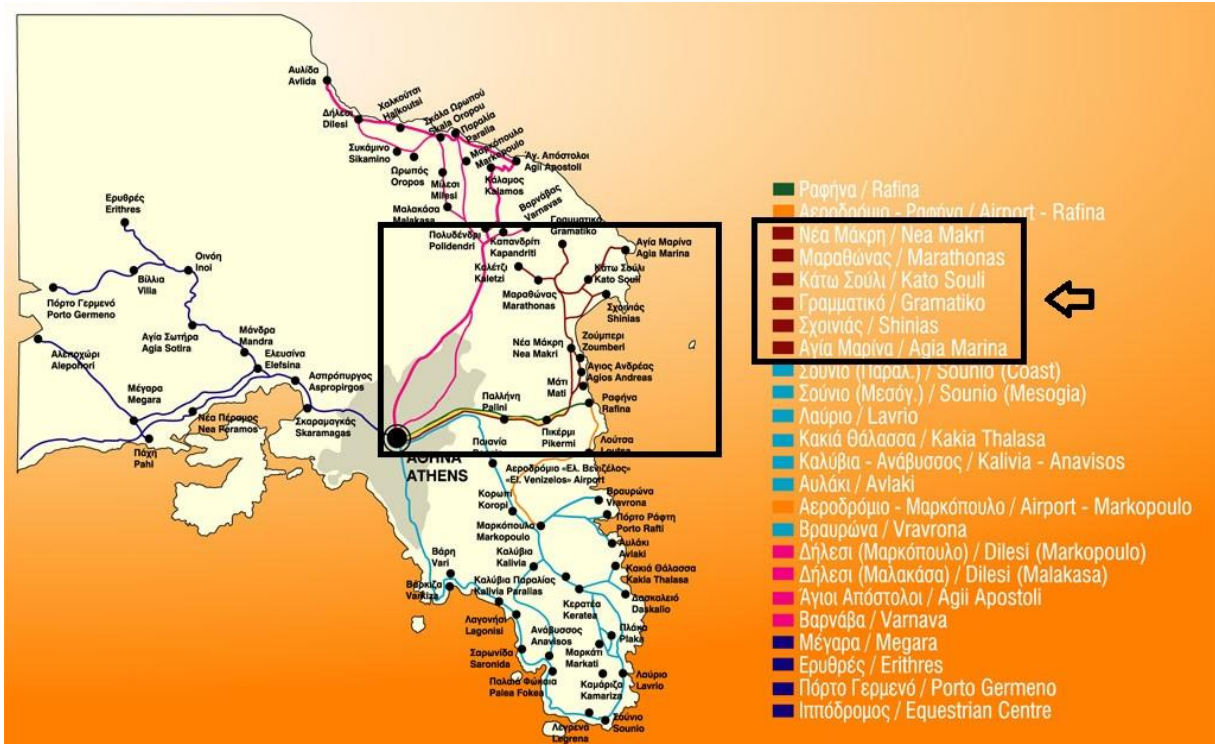 Αυλίδα
Avlida
Δήλεσι
Dilesi
Χαλκούτσι
Halkoutsi
Σκάλα Ωρωπού
Skala Oropou
Παραλία
Paralia
Συκάμινο
Sikamino
Ωρωπός
Oropos
Μαρκόπουλο
Markopoulo
Άγ. Απόστολοι
Agii Apostoli
Μίλεσι
Milesi
Κάλαμος
Kalamos
Μαλακάσα
Malakasa
Βαρνάβας
Varnavas
Γραμματικό
Gramatiko
Πολυδένδρι
Polidendri
Καπανδρίτι
Kapandriti
Αγία Μαρίνα
Agia Marina
Καλέτζι
Kaletzi
Κάτω Σούλι
Kato Souli
Μαραθώνας
Marathonas
Σχοινιάς
Shinias
Ερυθρές
Erithres
Οινόη
Inoi
Βίλλια
Vilia
Πόρτο Γερμενό
Porto Germeno
Αγία Σωτήρα
Agia Sotira
Μάνδρα
Mandra
Αλεποχώρι
Alepohori
Ελευσίνα
Elefsina
Μέγαρα
Megara
Ασπρόπυργος
Aspropirgos
Νέα Πέραμος
Nea Peramos
Σκαραμαγκάς
Skaramagas
Πάχη
Pahi
ΑΘΗΝΑ
ATHENS
Νέα Μάκρη
Nea Makri
Ζούμπερι
Zoumberi
Άγιος Ανδρέας
Agios Andreas
Μάτι
Mati
Παλλήνη
Palini
Ραφήνα
Rafina
Πικέρμι
Pikermi
Λούτσα
Παιανία
Αεροδρόμιο «Ελ. Βενιζέλος»
«El. Venizelos» Airport
Κορωπί
Koropi
Βραυρώνα
Vravrona
Μαρκόπουλο
Markopoulo
Πόρτο Ράφτη
Porto Rafti
Αυλάκι
Avlaki
Βάρη
Vari
Καλύβια
Kalivia
Κακιά Θάλασσα
Kakia Thalasa
Βάρκιζα
Varkiza
Καλύβια Παραλίας
Kalivia Paralias
Κερατέα
Keratea
Δασκαλειό
Daskalio
Λαγονήσι
Lagonisi
Ανάβυσσος
Anavisos
Πλάκα
Plaka
Σαρωνίδα
Saronida
Μαρκάτι
Markati
Παλαιά Φώκαια
Palea Fokea
Καμάριζα
Kamariza
Λαύριο
Lavrio
Λεγρενά
Legrena
Σούνιο
Sounio
Ραφήνα / Rafina
Αεροδρόμιο - Ραφήνα / Airport - Rafina
Νέα Μάκρη / Nea Makri
Μαραθώνας / Marathonas
Κάτω Σούλι / Kato Souli
Γραμματικό / Gramatiko
Σχοινιάς / Shinias
Αγία Μαρίνα / Agia Marina
Σούνιο (Παραλ.) / Sounio (Coast)
Σούνιο (Μεσόγ.) / Sounio (Mesogia)
Λαύριο / Lavrio
Κακιά Θάλασσα / Kakia Thalasa
Καλύβια - Ανάβυσσος / Kalivia - Anavisos
Αυλάκι / Avlaki
Αεροδρόμιο - Μαρκόπουλο / Airport - Markopoulo
Βραυρώνα / Vravrona
Δήλεσι (Μαρκόπουλο) / Dilesi (Markopoulo)
Δήλεσι (Μαλακάσα) / Dilesi (Malakasa)
Άγιοι Απόστολοι / Agii Apostoli
Βαρνάβα / Varnava
Μέγαρα / Megara
Ερυθρές / Erithres
Πόρτο Γερμενό / Porto Germeno
Ιππόδρομος / Equestrian Centre